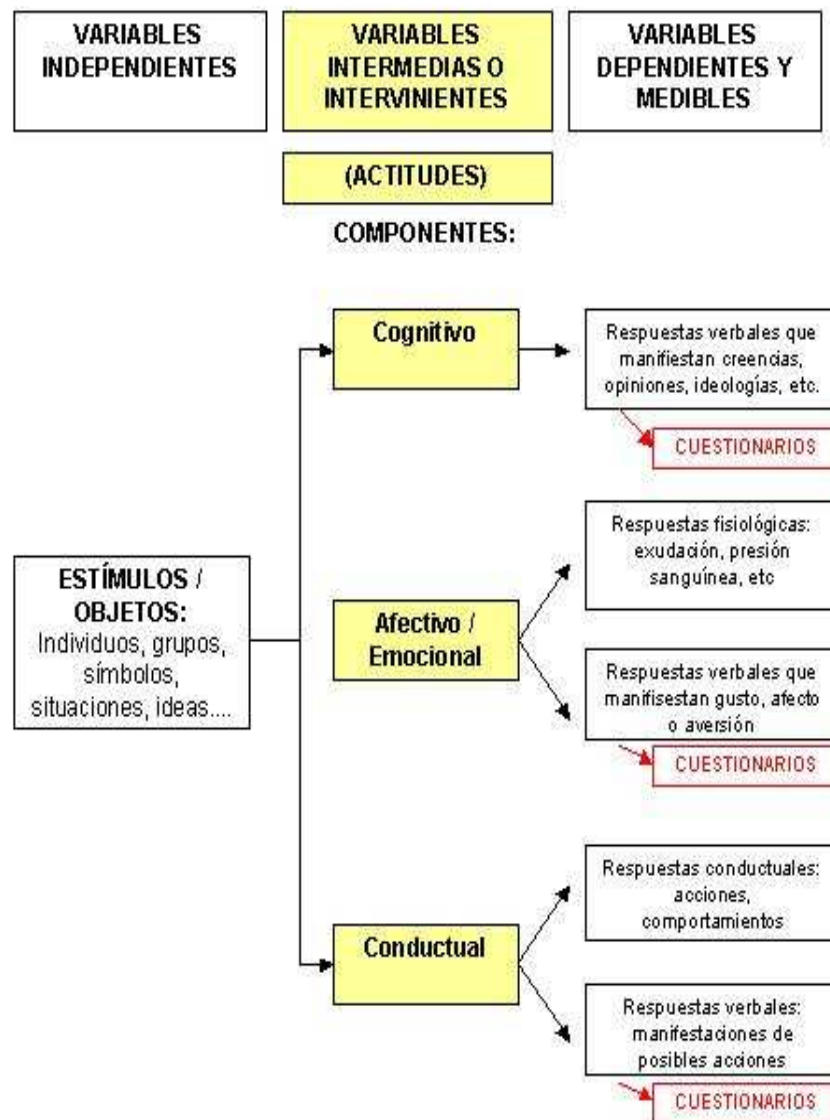 VARIABLES
INDEPENDIENTES
VARIABLES
INTERMEDIAS O
INTERVINIENTES
VARIABLES
DEPENDIENTES Y
MEDIBLES
(ACTITUDES)
COMPONENTES:
Cognitivo
Respuestas verbales que
manifiestan creencias,
opiniones, ideologías, etc.
CUESTIONARIOS
ESTÍMULOS /
OBJETOS:
Individuos, grupos,
símbolos,
situaciones, ideas....
Afectivo /
Emocional
Respuestas fisiológicas:
exudación, presión
sanguínea, etc
Respuestas verbales que
manifisestan gusto, afecto
o aversión
CUESTIONARIOS
Conductual
Respuestas conductuales:
acciones,
comportamientos
Respuestas verbales:
manifestaciones de
posibles acciones
CUESTIONARIOS